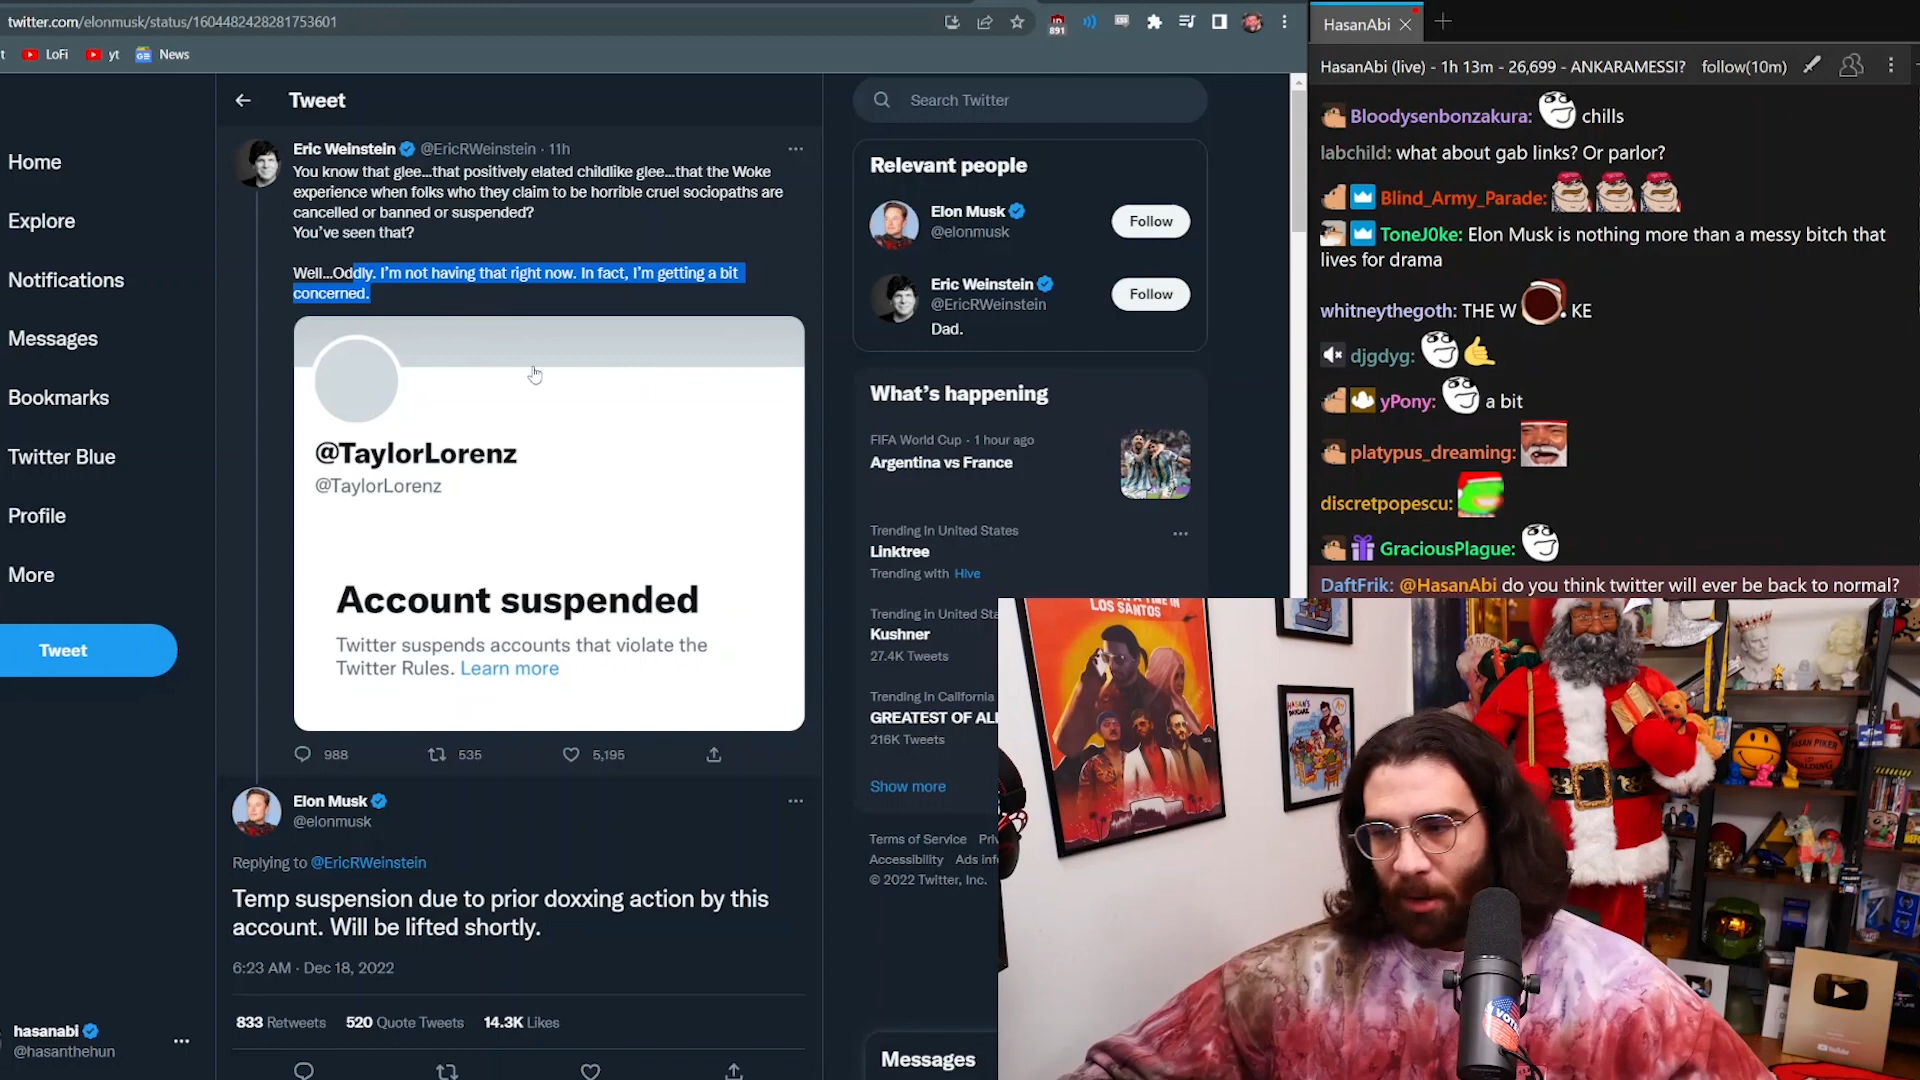 twitter.com/elonmusk/status/1604482428281753601
891
t LoFi yt News
HasanAbi
HasanAbi (live) - 1h 13m - 26,699 - ANKARAMESSI? follow(10m)
Home
Explore
Notifications
Messages
Bookmarks
Twitter Blue
Profile
More
Tweet
hasanabi
@hasanthehun
Tweet
Eric Weinstein @EricRWeinstein · 11h
You know that glee...that positively elated childlike glee...that the Woke
experience when folks who they claim to be horrible cruel sociopaths are
cancelled or banned or suspended?
You've seen that?
Well...Oddly. I'm not having that right now. In fact, I'm getting a bit
concerned.
@TaylorLorenz
@TaylorLorenz
Account suspended
Twitter suspends accounts that violate the
Twitter Rules. Learn more
988 535 5,195
Elon Musk
@elonmusk
Replying to @EricRWeinstein
Temp suspension due to prior doxxing action by this
account. Will be lifted shortly.
6:23 AM · Dec 18, 2022
833 Retweets 520 Quote Tweets 14.3K Likes
Search Twitter
Relevant people
Elon Musk
@elonmusk
Follow
Eric Weinstein
@EricRWeinstein
Follow
Dad.
What's happening
FIFA World Cup · 1 hour ago
Argentina vs France
Trending in United States
Linktree
Trending with Hive
Trending in United Sta
Kushner
27.4K Tweets
Trending in California
GREATEST OF ALL
216K Tweets
Show more
Terms of Service Priv
Accessibility Ads info
© 2022 Twitter, Inc.
Messages
Bloodysenbonzakura: chills
labchild: what about gab links? Or parlor?
Blind_Army_Parade:
ToneJ0ke: Elon Musk is nothing more than a messy bitch that
lives for drama
whitneythegoth: THE W . KE
djgdyg:
yPony: a bit
platypus_dreaming:
discretpopescu:
GraciousPlague:
DaftFrik: @HasanAbi do you think twitter will ever be back to normal?
LOS SANTOS
HASAN PIKER
SPALDING
VOTE
YouTube